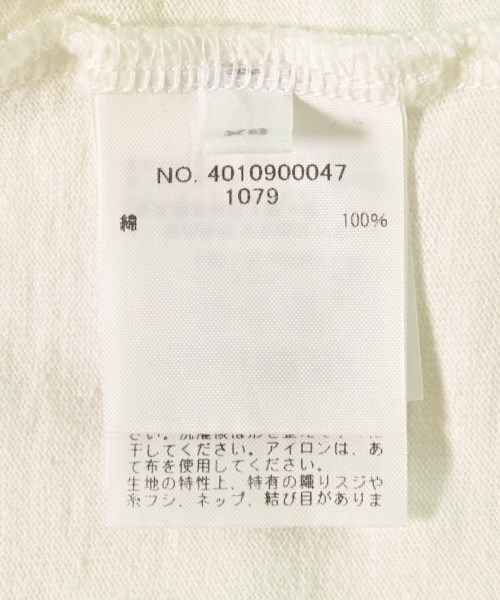 NO. 4010900047
1079
綿 100%
干してください。アイロンは、あ
て布を使用してください。
生地の特性上、特有の織りスジや
糸フシ、ネップ、結び目がありま